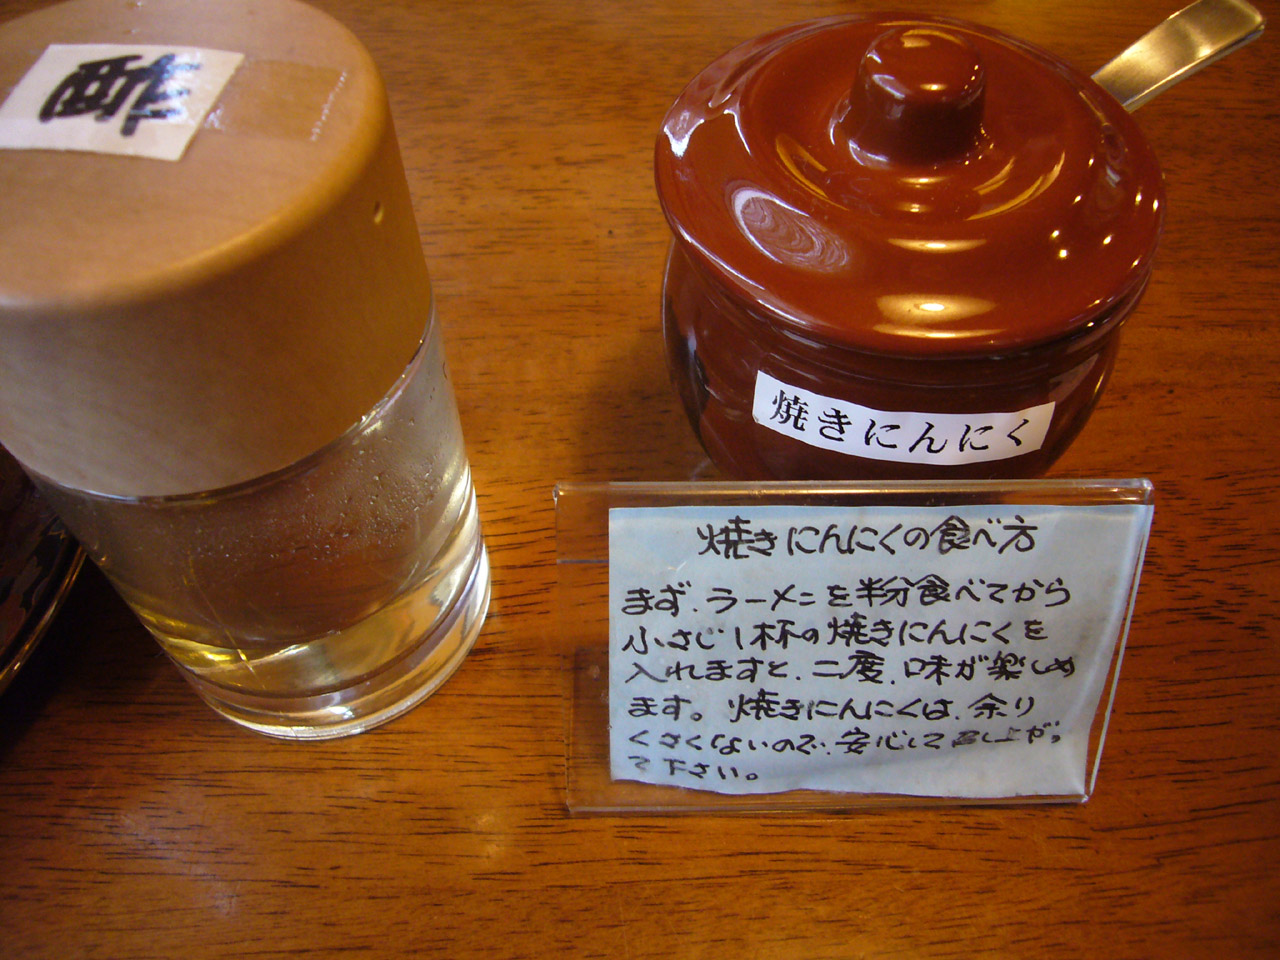 焼きにんにく
焼きにんにくの食べ方
まず、ラーメンを半分食べてから
小さじ1杯の焼きにんにくを
入れますと、二度、味が楽しめ
ます。焼きにんにくは、余り
くさくないので、安心して召し上がっ
て下さい。